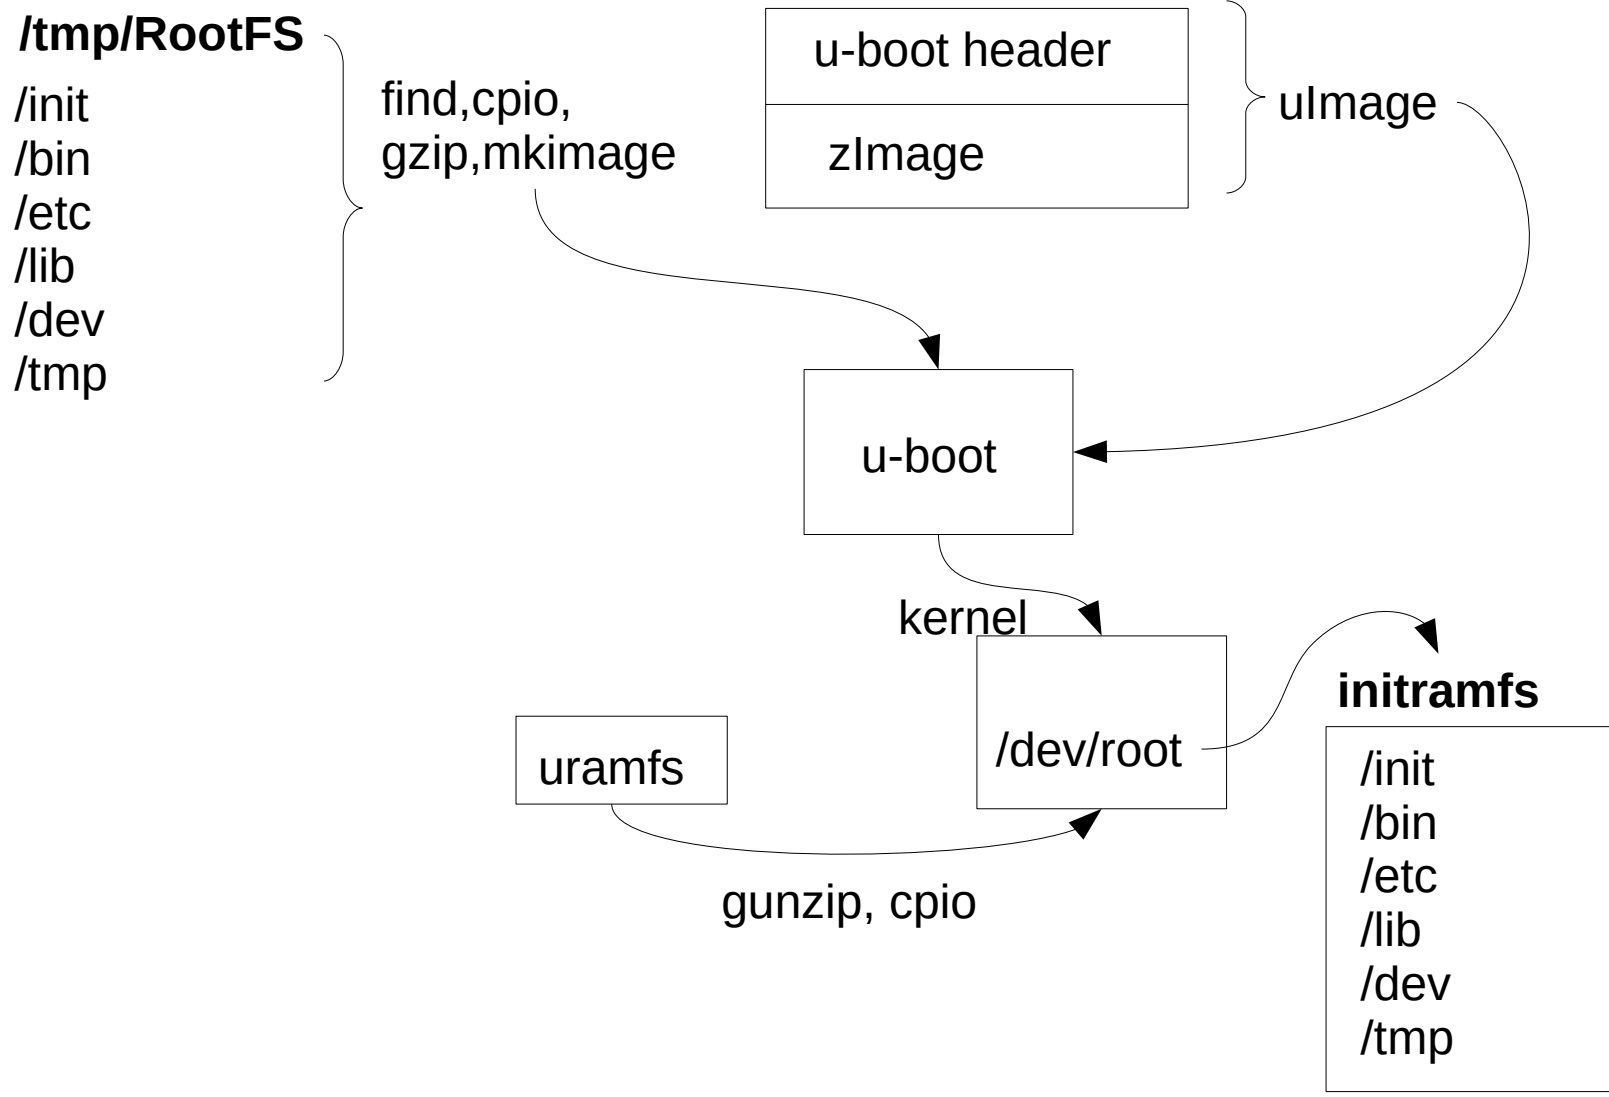 /tmp/RootFS
/init
/bin
/etc
/lib
/dev
/tmp
find,cpio,
gzip,mkimage
u-boot header
zImage
uImage
u-boot
kernel
/dev/root
uramfs
gunzip, cpio
initramfs
/init
/bin
/etc
/lib
/dev
/tmp